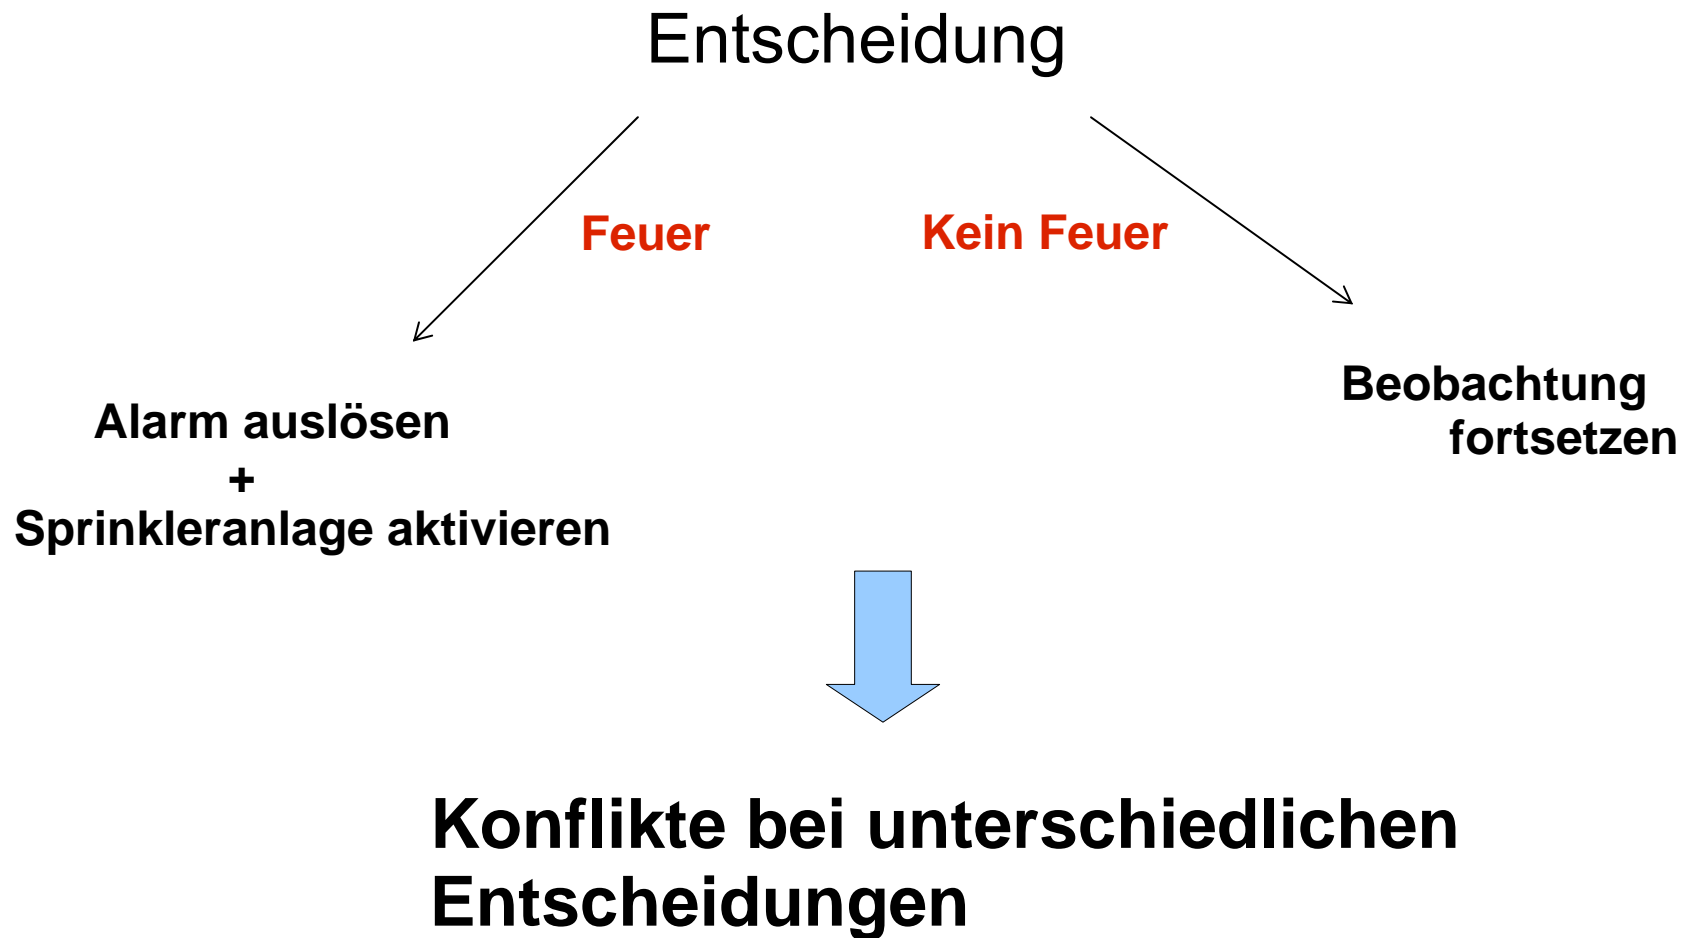 Entscheidung
Feuer
Kein Feuer
Alarm auslösen
+
Sprinkleranlage aktivieren
Beobachtung
fortsetzen
Konflikte bei unterschiedlichen
Entscheidungen